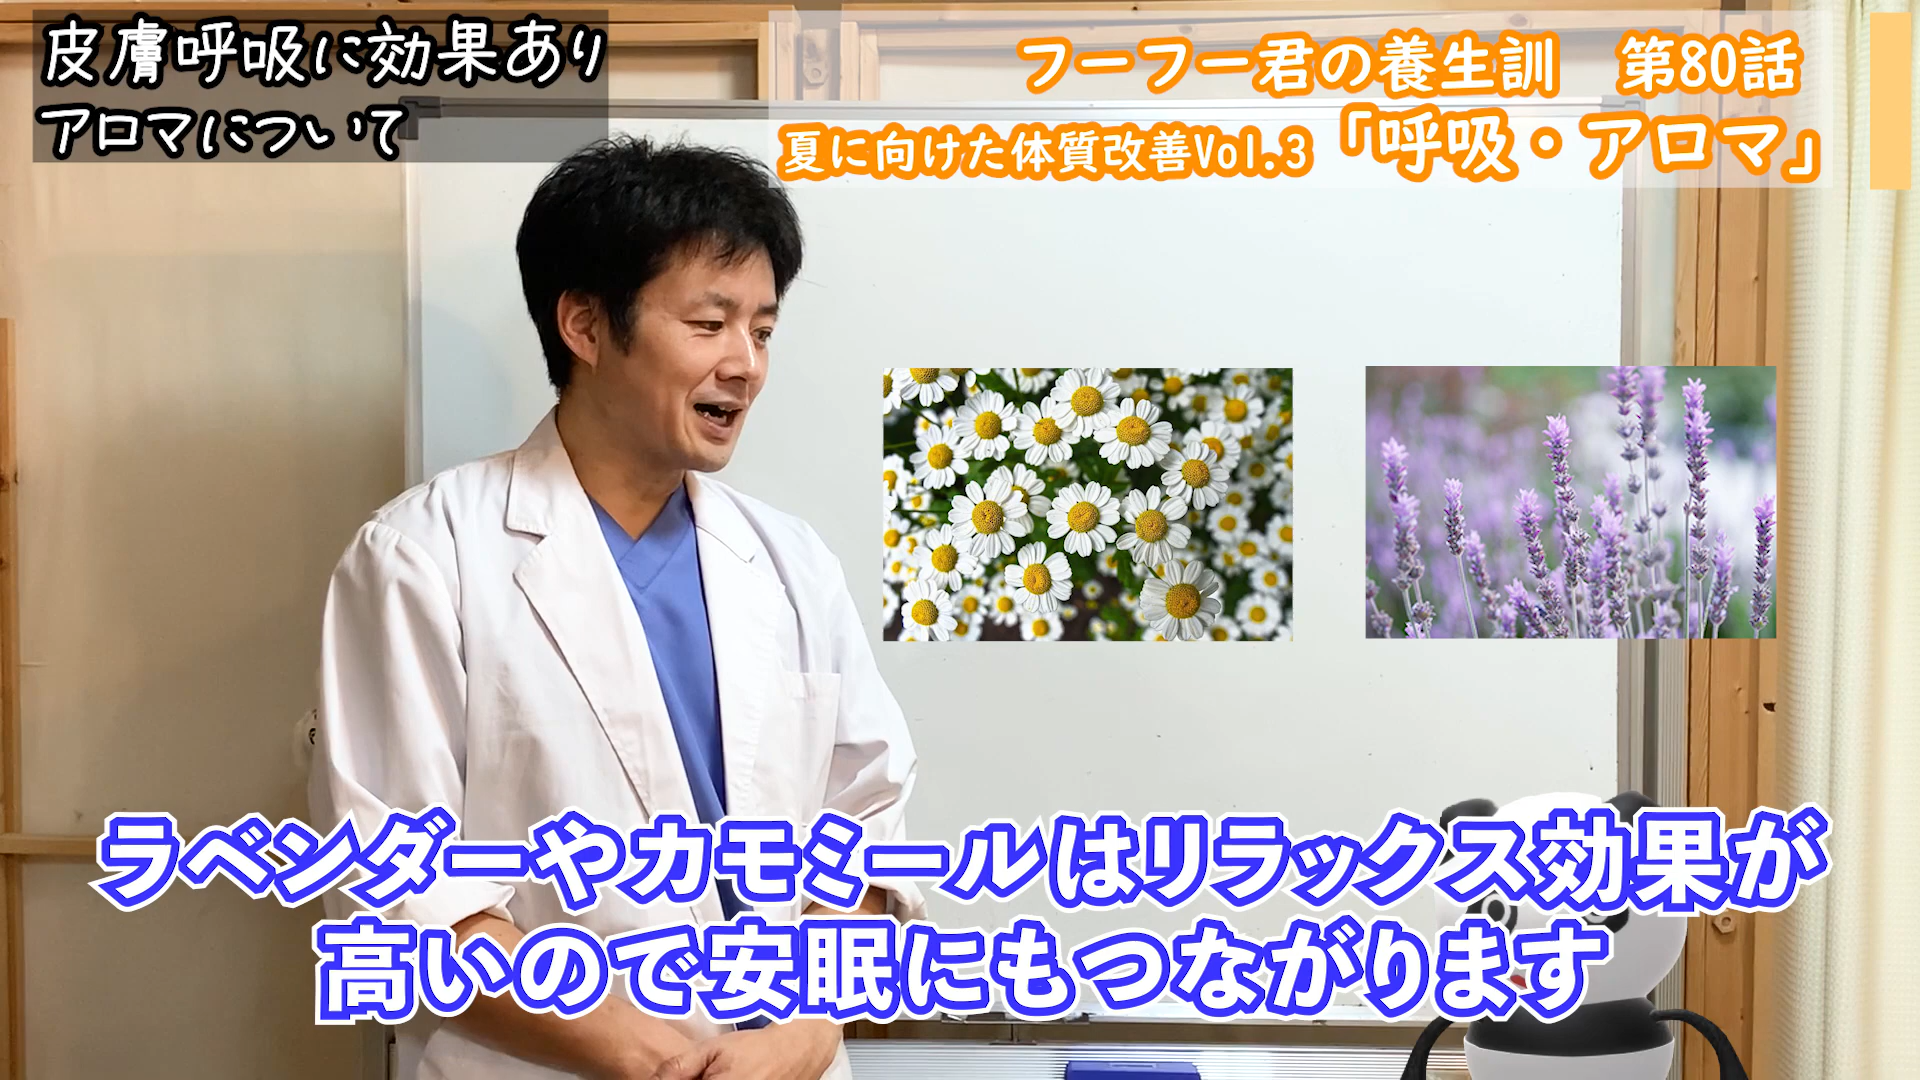 皮膚呼吸に効果あり
アロマについて
フーフー君の養生訓　第80話
夏に向けた体質改善Vol.3「呼吸・アロマ」
ラベンダーやカモミールはリラックス効果が
高いので安眠にもつながります